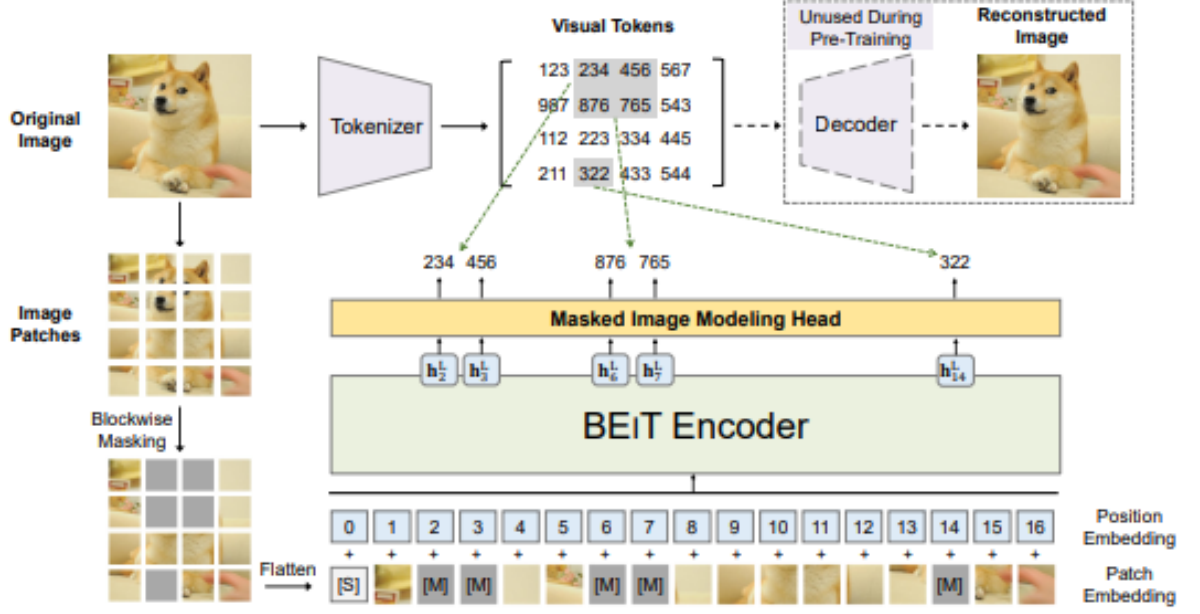 Visual Tokens
Unused During
Pre-Training
Reconstructed
Image
Original
Image
Tokenizer
123 234 456 567
987 876 765 543
112 223 334 445
211 322 433 544
Decoder
234 456 876 765 322
Image
Patches
Masked Image Modeling Head
h₂ᴸ h₃ᴸ h₆ᴸ h₇ᴸ h₁₄ᴸ
BEIT Encoder
Blockwise
Masking
0 1 2 3 4 5 6 7 8 9 10 11 12 13 14 15 16
Position
Embedding
+ + + + + + + + + + + + + + + + +
Flatten
[S] [M] [M] [M] [M] [M]
Patch
Embedding